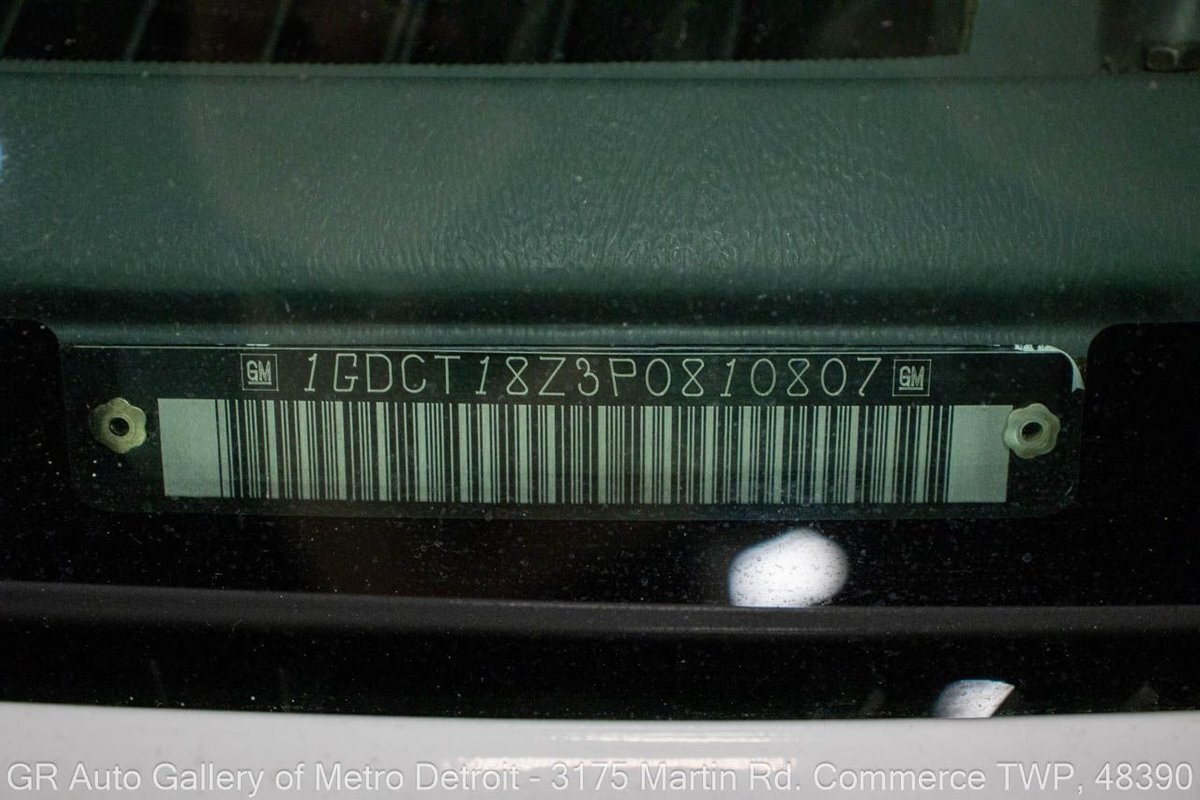 GM 1GDCT18Z3P0810807 GM
GR Auto Gallery of Metro Detroit - 3175 Martin Rd. Commerce TWP, 48390